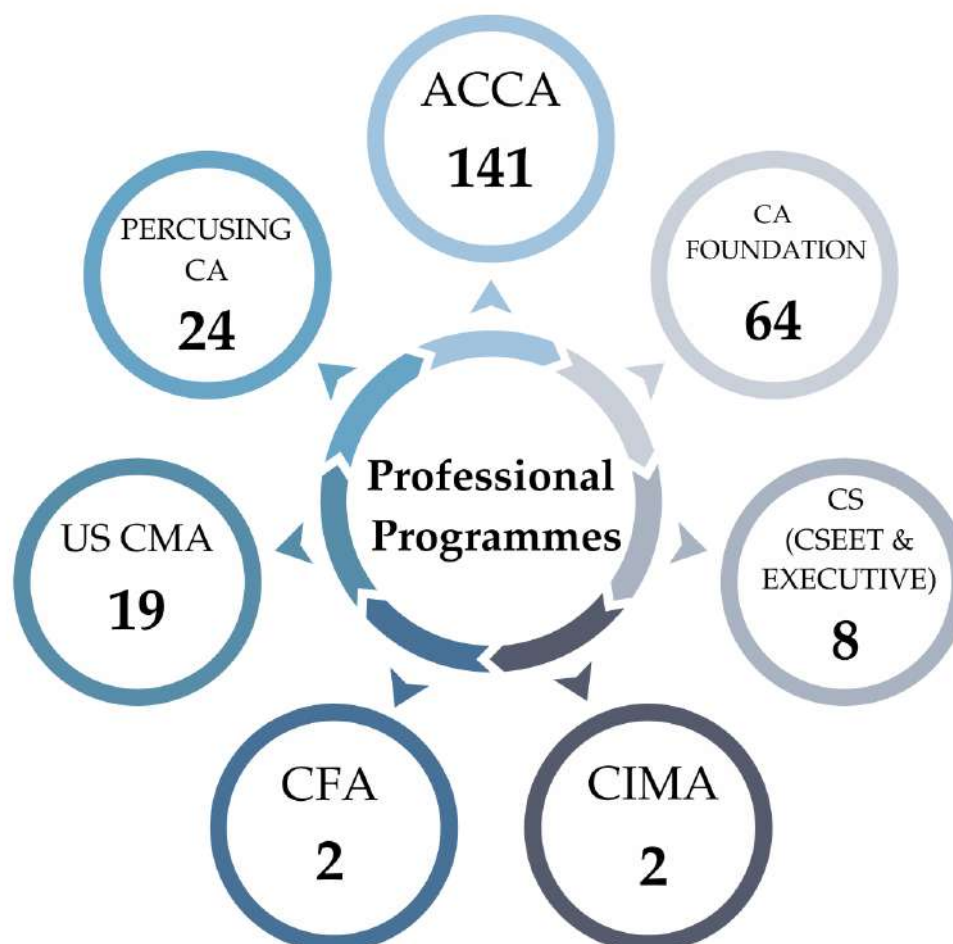 ACCA
141
CA
FOUNDATION
64
CS
(CSEET &
EXECUTIVE)
8
CIMA
2
CFA
2
US CMA
19
PERCUSING
CA
24
Professional
Programmes